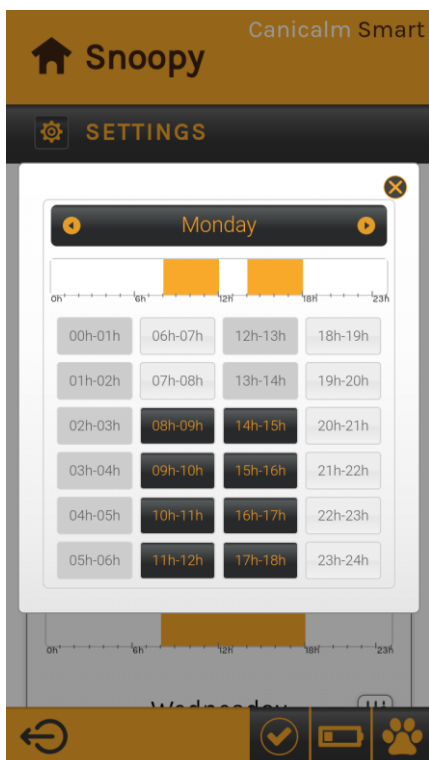 Canicalm Smart
Snoopy
SETTINGS
Monday
0h 6h 12h 18h 23h
00h-01h 06h-07h 12h-13h 18h-19h
01h-02h 07h-08h 13h-14h 19h-20h
02h-03h 08h-09h 14h-15h 20h-21h
03h-04h 09h-10h 15h-16h 21h-22h
04h-05h 10h-11h 16h-17h 22h-23h
05h-06h 11h-12h 17h-18h 23h-24h
0h 6h 12h 18h 23h
Wednesday